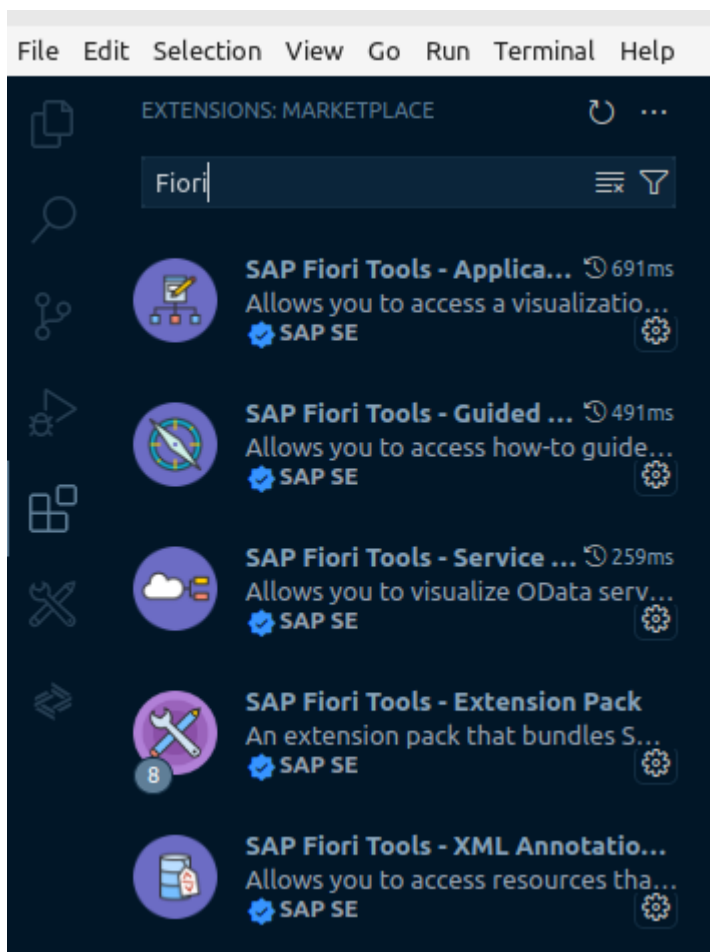 File Edit Selection View Go Run Terminal Help
EXTENSIONS: MARKETPLACE
Fiori
SAP Fiori Tools - Applica... 691ms
Allows you to access a visualizatio...
SAP SE
SAP Fiori Tools - Guided ... 491ms
Allows you to access how-to guide...
SAP SE
SAP Fiori Tools - Service ... 259ms
Allows you to visualize OData serv...
SAP SE
SAP Fiori Tools - Extension Pack
An extension pack that bundles S...
8
SAP SE
SAP Fiori Tools - XML Annotatio...
Allows you to access resources tha...
SAP SE